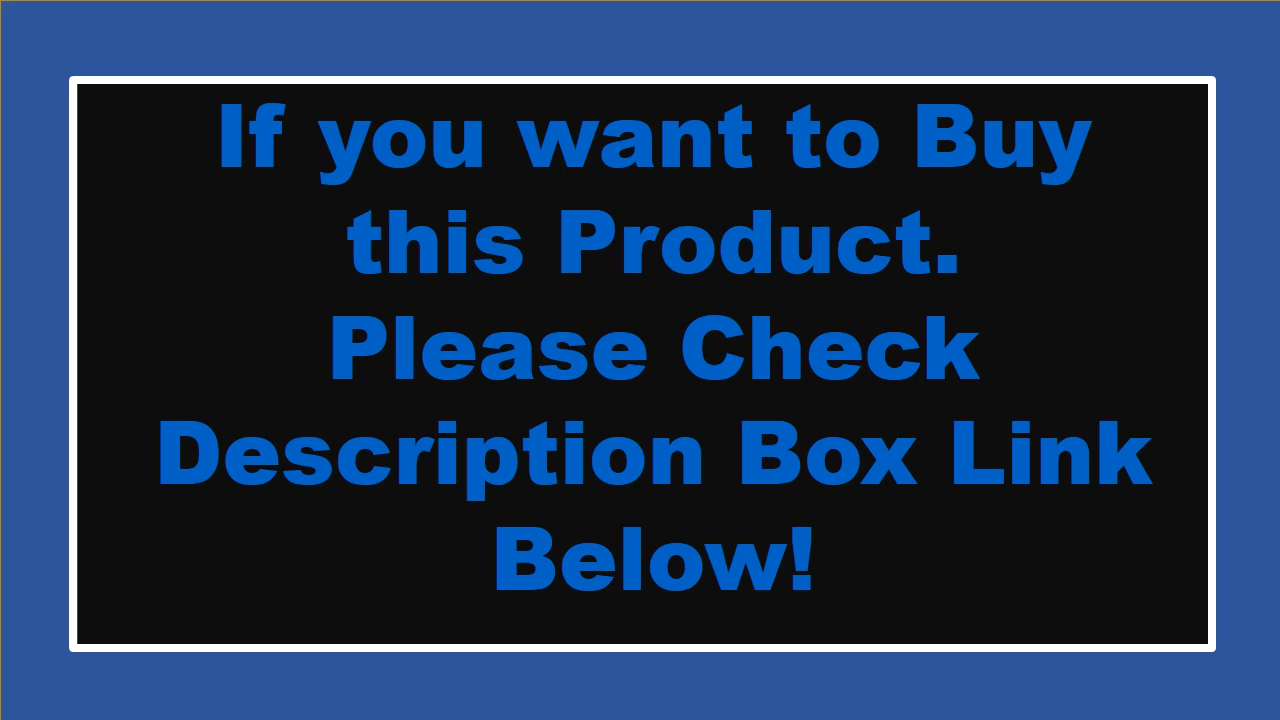 If you want to Buy
this Product.
Please Check
Description Box Link
Below!